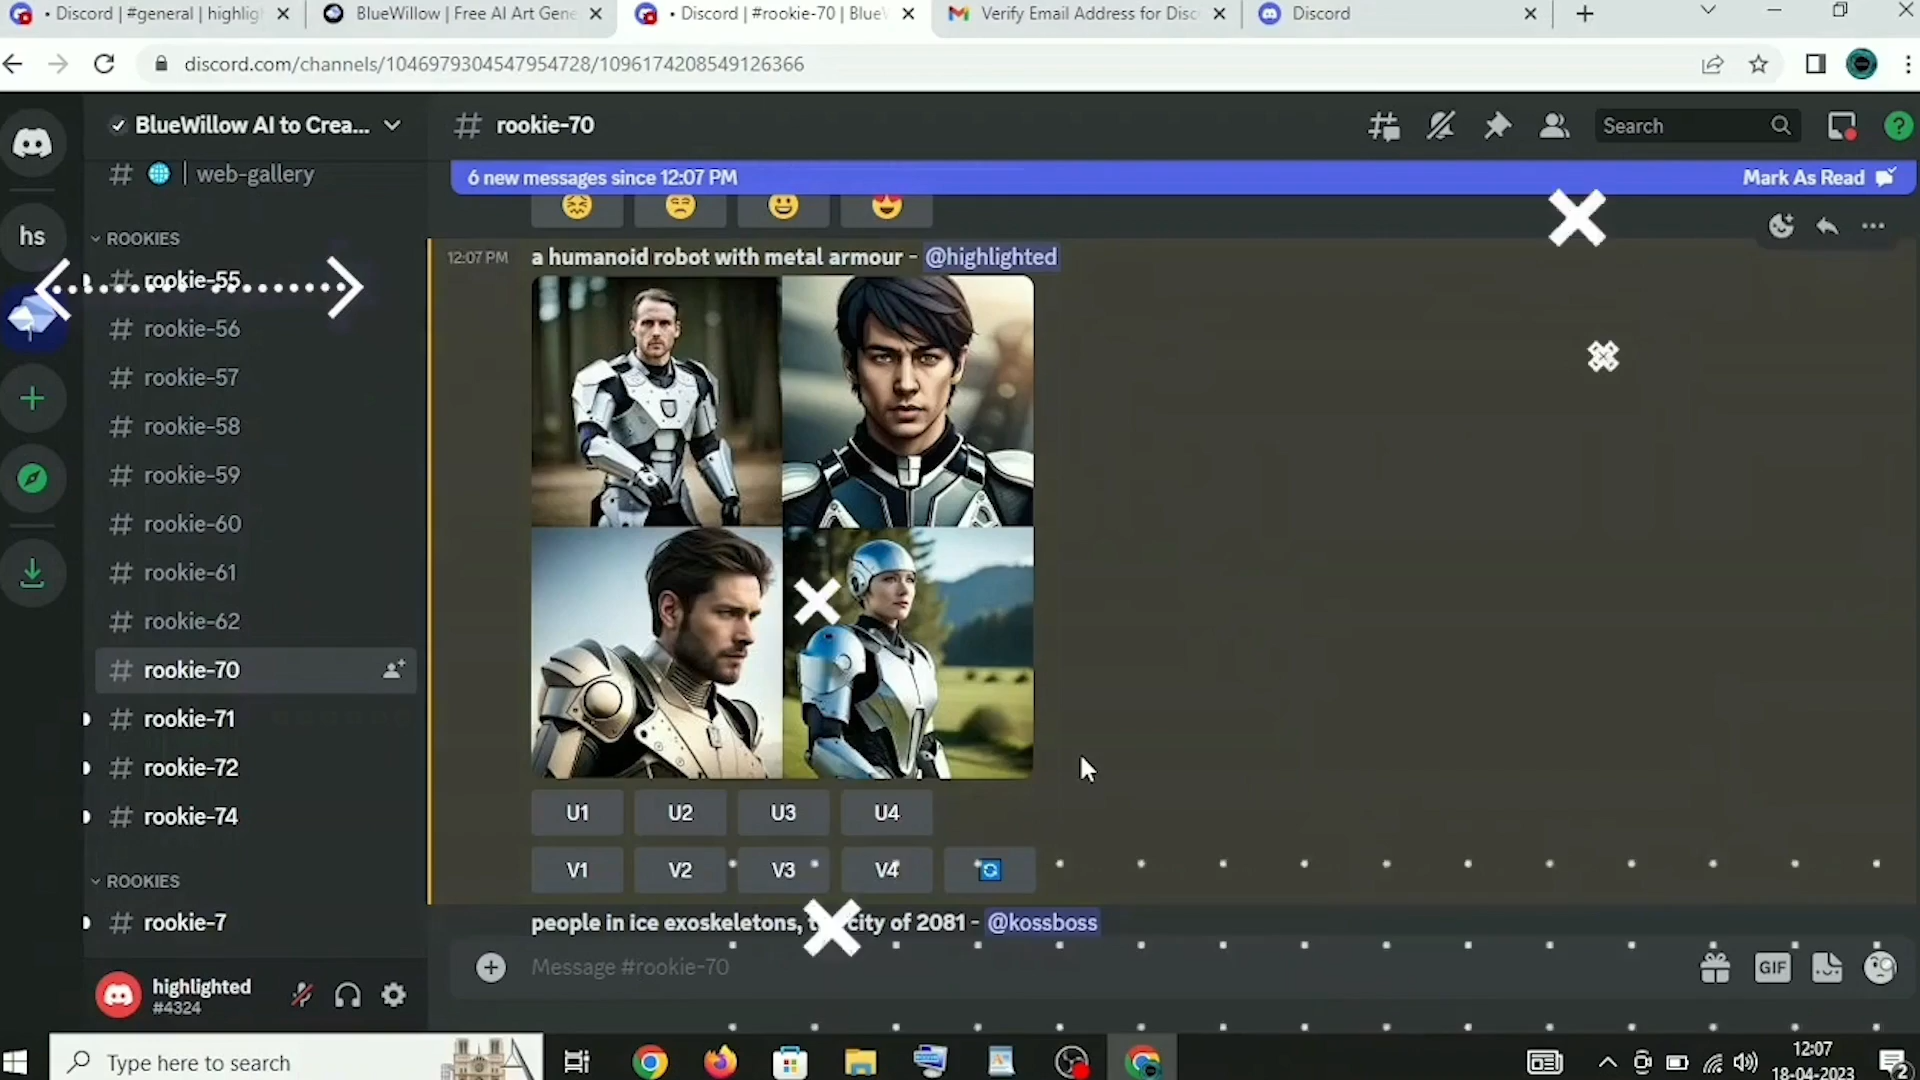 • Discord | #general | highligh
BlueWillow | Free AI Art Gene
• Discord | #rookie-70 | BlueW
Verify Email Address for Disc
Discord
discord.com/channels/1046979304547954728/1096174208549126366
BlueWillow AI to Crea...
rookie-70
Search
web-gallery
6 new messages since 12:07 PM
Mark As Read
hs
ROOKIES
rookie-55
rookie-56
rookie-57
rookie-58
rookie-59
rookie-60
rookie-61
rookie-62
rookie-70
rookie-71
rookie-72
rookie-74
ROOKIES
rookie-7
12:07 PM a humanoid robot with metal armour - @highlighted
U1 U2 U3 U4
V1 V2 V3 V4
people in ice exoskeletons, city of 2081 - @kossboss
Message #rookie-70
GIF
highlighted
#4324
Type here to search
12:07
18-04-2023
2